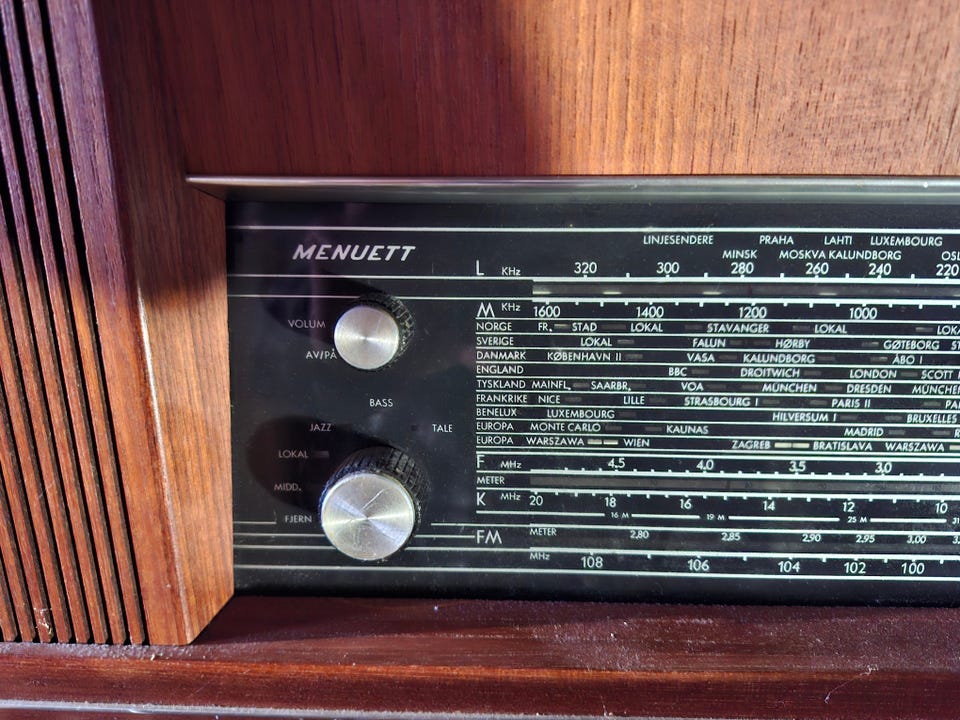 MENUETT
VOLUM
AV/PÅ
BASS
JAZZ TALE
LOKAL
MIDD.
FJERN
LINJESENDERE PRAHA LAHTI LUXEMBOURG
MINSK MOSKVA KALUNDBORG
L KHz 320 300 280 260 240 220
M KHz 1600 1400 1200 1000
NORGE FR. STAD LOKAL STAVANGER LOKAL
SVERIGE LOKAL FALUN HØRBY GØTEBORG
DANMARK KØBENHAVN II VASA KALUNDBORG ÅBO I
ENGLAND BBC DROITWICH LONDON SCOTT
TYSKLAND MAINFL. SAARBR. VOA MÜNCHEN DRESDEN
FRANKRIKE NICE LILLE STRASBOURG I PARIS II
BENELUX LUXEMBOURG HILVERSUM I BRUXELLES
EUROPA MONTE CARLO KAUNAS MADRID
EUROPA WARSZAWA WIEN ZAGREB BRATISLAVA WARSZAWA
F MHz 4.5 4.0 3.5 3.0
METER
K MHz 20 18 16 14 12 10
16 M 19 M 25 M
FM METER 2.80 2.85 2.90 2.95 3.00
MHz 108 106 104 102 100